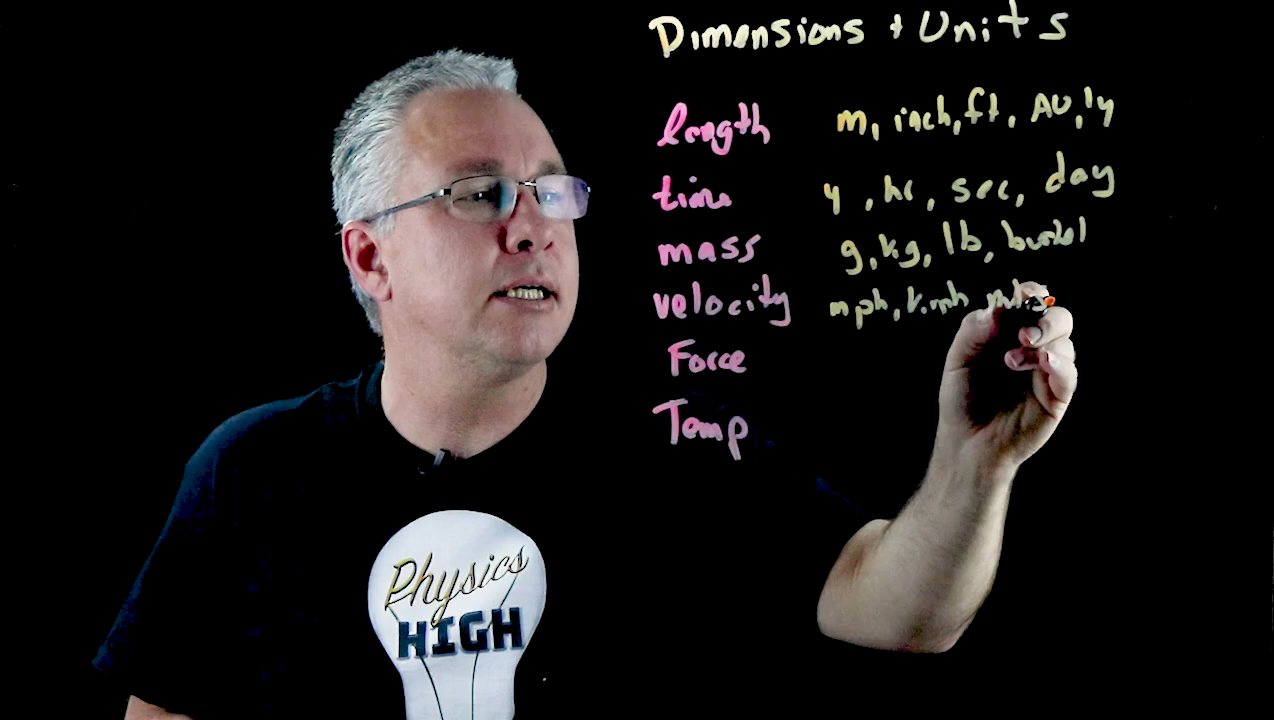 Dimensions + Units
length m, inch, ft, AU, ly
time y, hr, sec, day
mass g, kg, lb, bushel
velocity mph, kmph
Force
Temp
Physics
HIGH